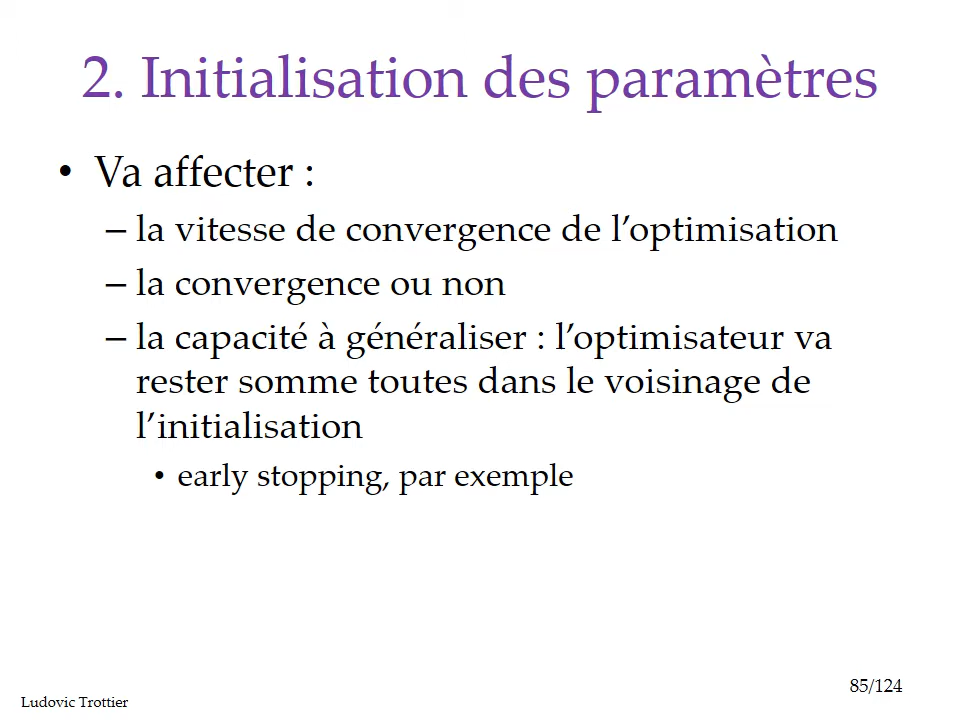 2. Initialisation des paramètres
• Va affecter :
– la vitesse de convergence de l’optimisation
– la convergence ou non
– la capacité à généraliser : l’optimisateur va
rester somme toutes dans le voisinage de
l’initialisation
• early stopping, par exemple
85/124
Ludovic Trottier